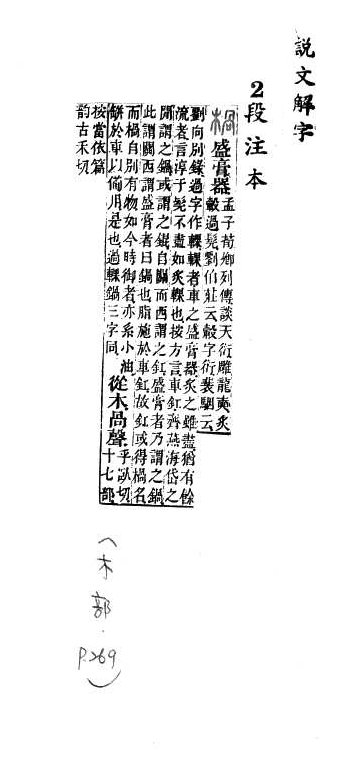 說文解字
2段注本
楇 盛膏器
孟子荀卿列傳談天衍雕龍奭炙
轂過髡劉伯莊云轂字衍裴駰云
劉向別錄過字作輠輠者車之盛膏器炙之雖盡猶有餘
流者言淳于髡不盡如炙輠也按方言車釭齊燕海岱之
閒謂之鍋或謂之錕自關而西謂之釭盛膏者乃謂之鍋
此謂關西謂盛膏者曰鍋也脂施於車釭故釭或得楇名
而楇自別有物如今時御者亦系小油
缾於車以備用是也過輠鍋三字同
從木咼聲
乎臥切
十七部
按當依篇
韵古禾切
(木部.P.269)